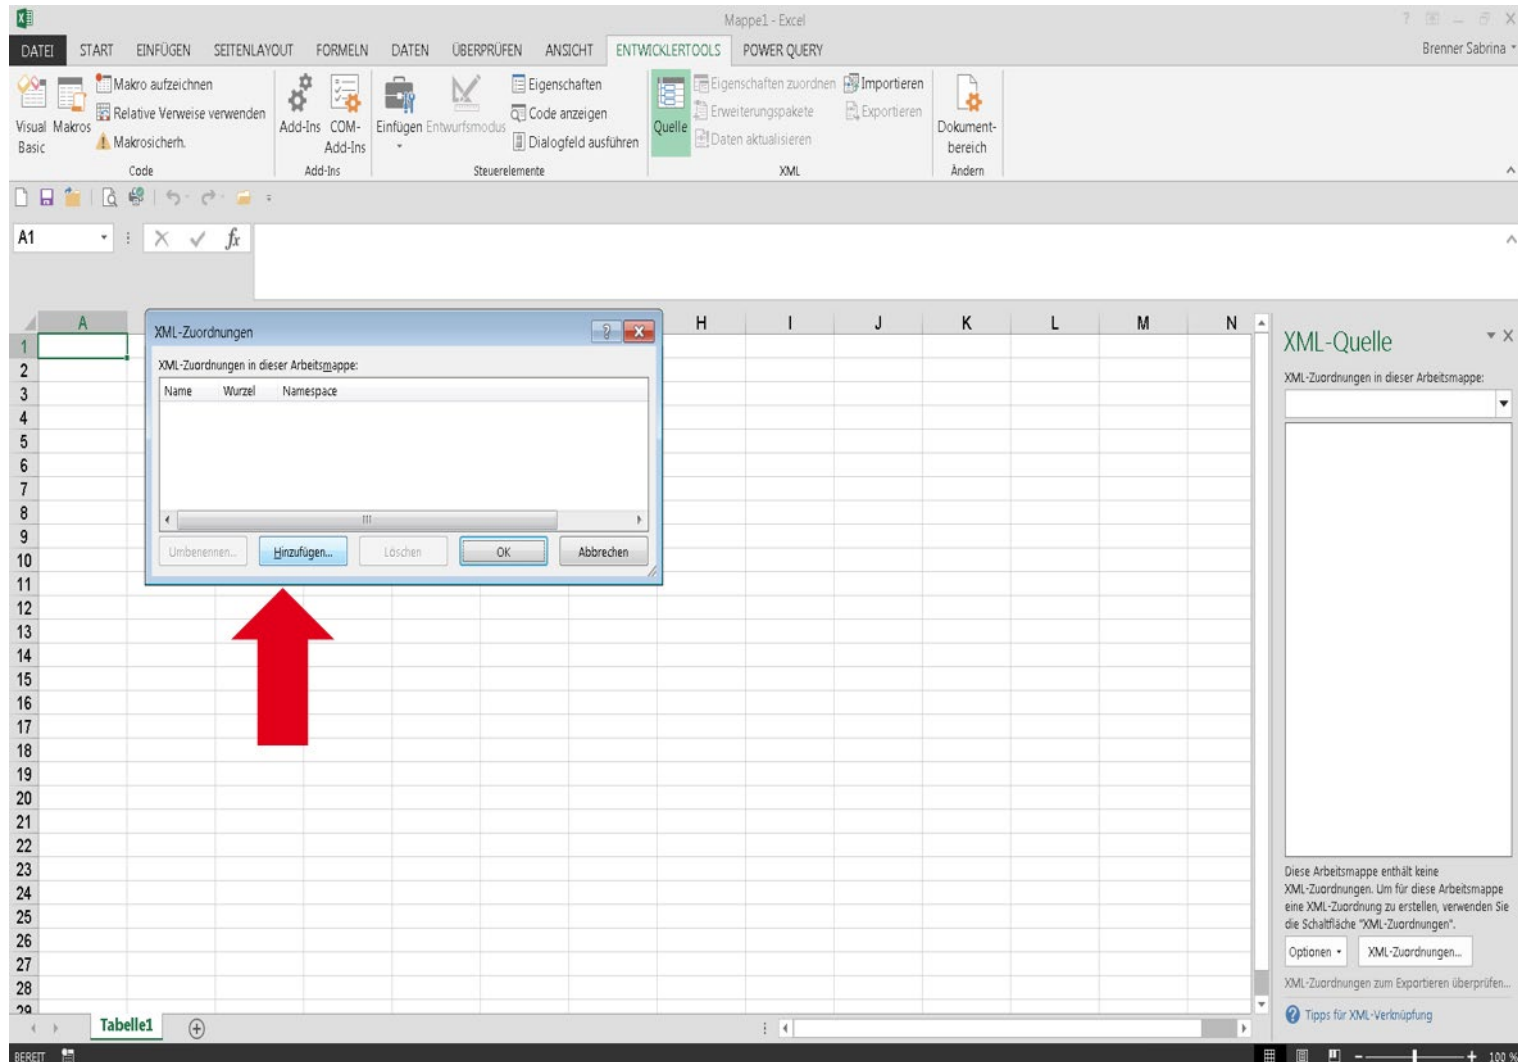 Mappe1 - Excel
DATEI START EINFÜGEN SEITENLAYOUT FORMELN DATEN ÜBERPRÜFEN ANSICHT ENTWICKLERTOOLS POWER QUERY Brenner Sabrina
Visual Basic
Makros
Makro aufzeichnen
Relative Verweise verwenden
Makrosicherh.
Code
Add-Ins
COM-Add-Ins
Add-Ins
Einfügen
Entwurfsmodus
Eigenschaften
Code anzeigen
Dialogfeld ausführen
Steuerelemente
Quelle
Eigenschaften zuordnen
Erweiterungspakete
Daten aktualisieren
Importieren
Exportieren
XML
Dokument-
bereich
Ändern
A1
fx
A H I J K L M N
1
2
3
4
5
6
7
8
9
10
11
12
13
14
15
16
17
18
19
20
21
22
23
24
25
26
27
28
29
XML-Zuordnungen
XML-Zuordnungen in dieser Arbeitsmappe:
Name Wurzel Namespace
Umbenennen... Hinzufügen... Löschen OK Abbrechen
XML-Quelle
XML-Zuordnungen in dieser Arbeitsmappe:
Diese Arbeitsmappe enthält keine
XML-Zuordnungen. Um für diese Arbeitsmappe
eine XML-Zuordnung zu erstellen, verwenden Sie
die Schaltfläche "XML-Zuordnungen".
Optionen XML-Zuordnungen...
XML-Zuordnungen zum Exportieren überprüfen...
Tipps für XML-Verknüpfung
Tabelle1
BEREIT 100 %